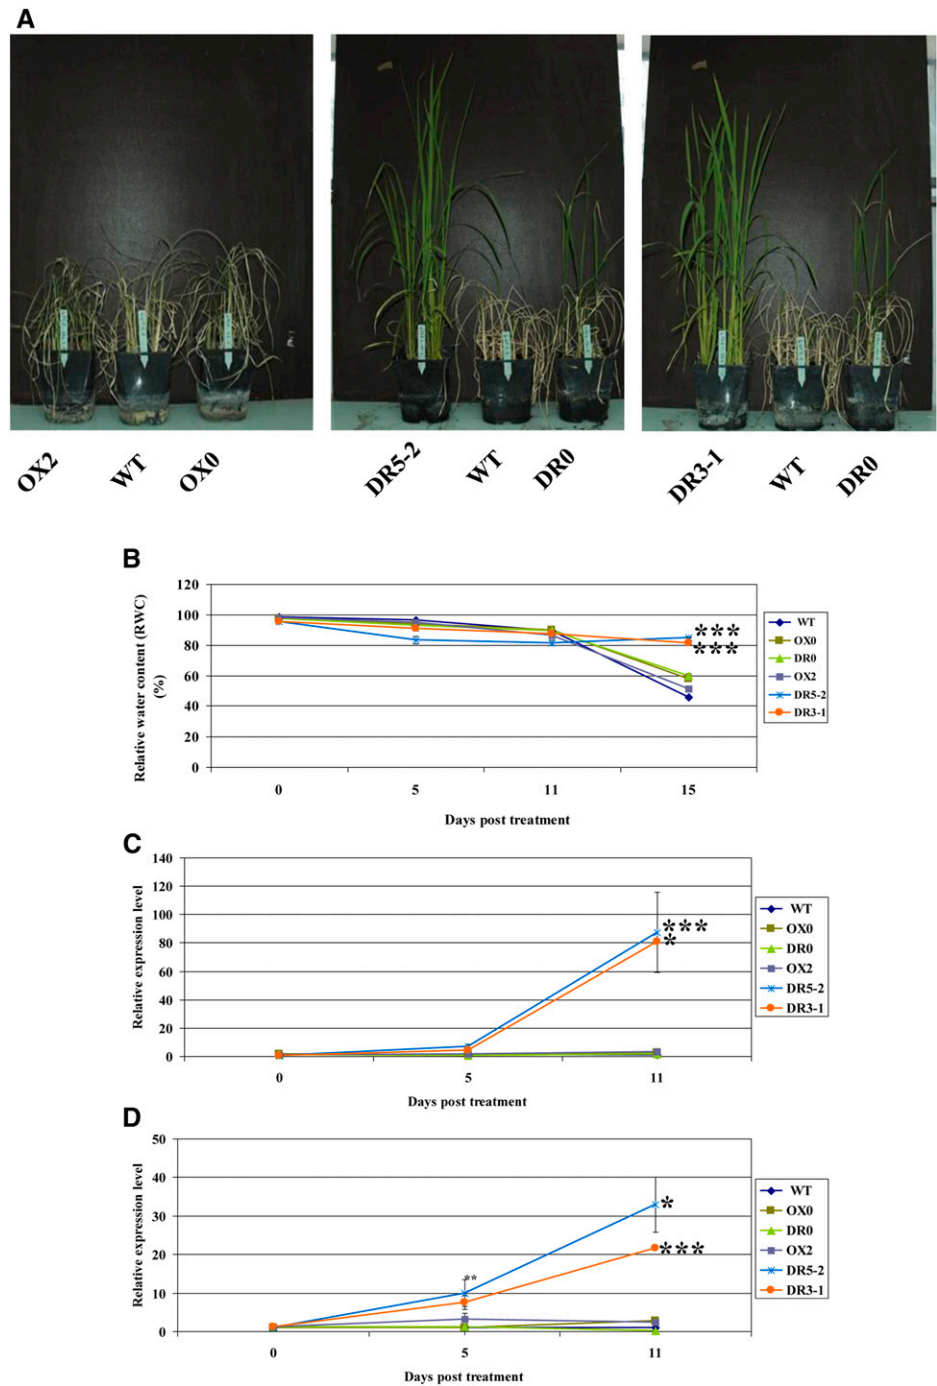 A
OX2
WT
OX0
DR5-2
WT
DR0
DR3-1
WT
DR0
B
Relative water content (RWC)
(%)
120
100
80
60
40
20
0
0 5 11 15
Days post treatment
***
***
WT
OX0
DR0
OX2
DR5-2
DR3-1
C
Relative expression level
140
120
100
80
60
40
20
0
0 5 11
Days post treatment
***
*
WT
OX0
DR0
OX2
DR5-2
DR3-1
D
Relative expression level
50
40
30
20
10
0
0 5 11
Days post treatment
**
*
***
WT
OX0
DR0
OX2
DR5-2
DR3-1